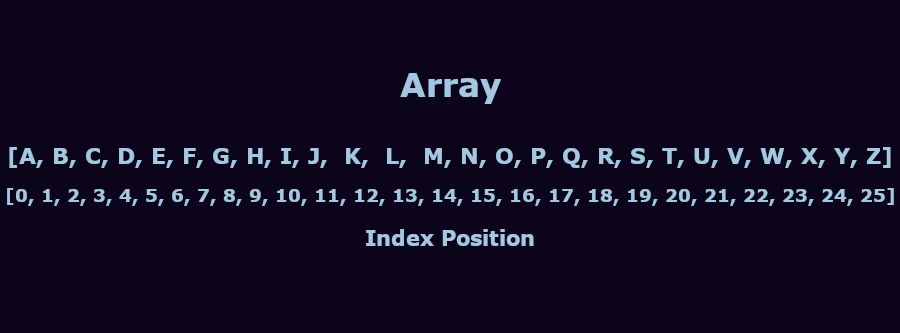 Array
[A, B, C, D, E, F, G, H, I, J, K, L, M, N, O, P, Q, R, S, T, U, V, W, X, Y, Z]
[0, 1, 2, 3, 4, 5, 6, 7, 8, 9, 10, 11, 12, 13, 14, 15, 16, 17, 18, 19, 20, 21, 22, 23, 24, 25]
Index Position